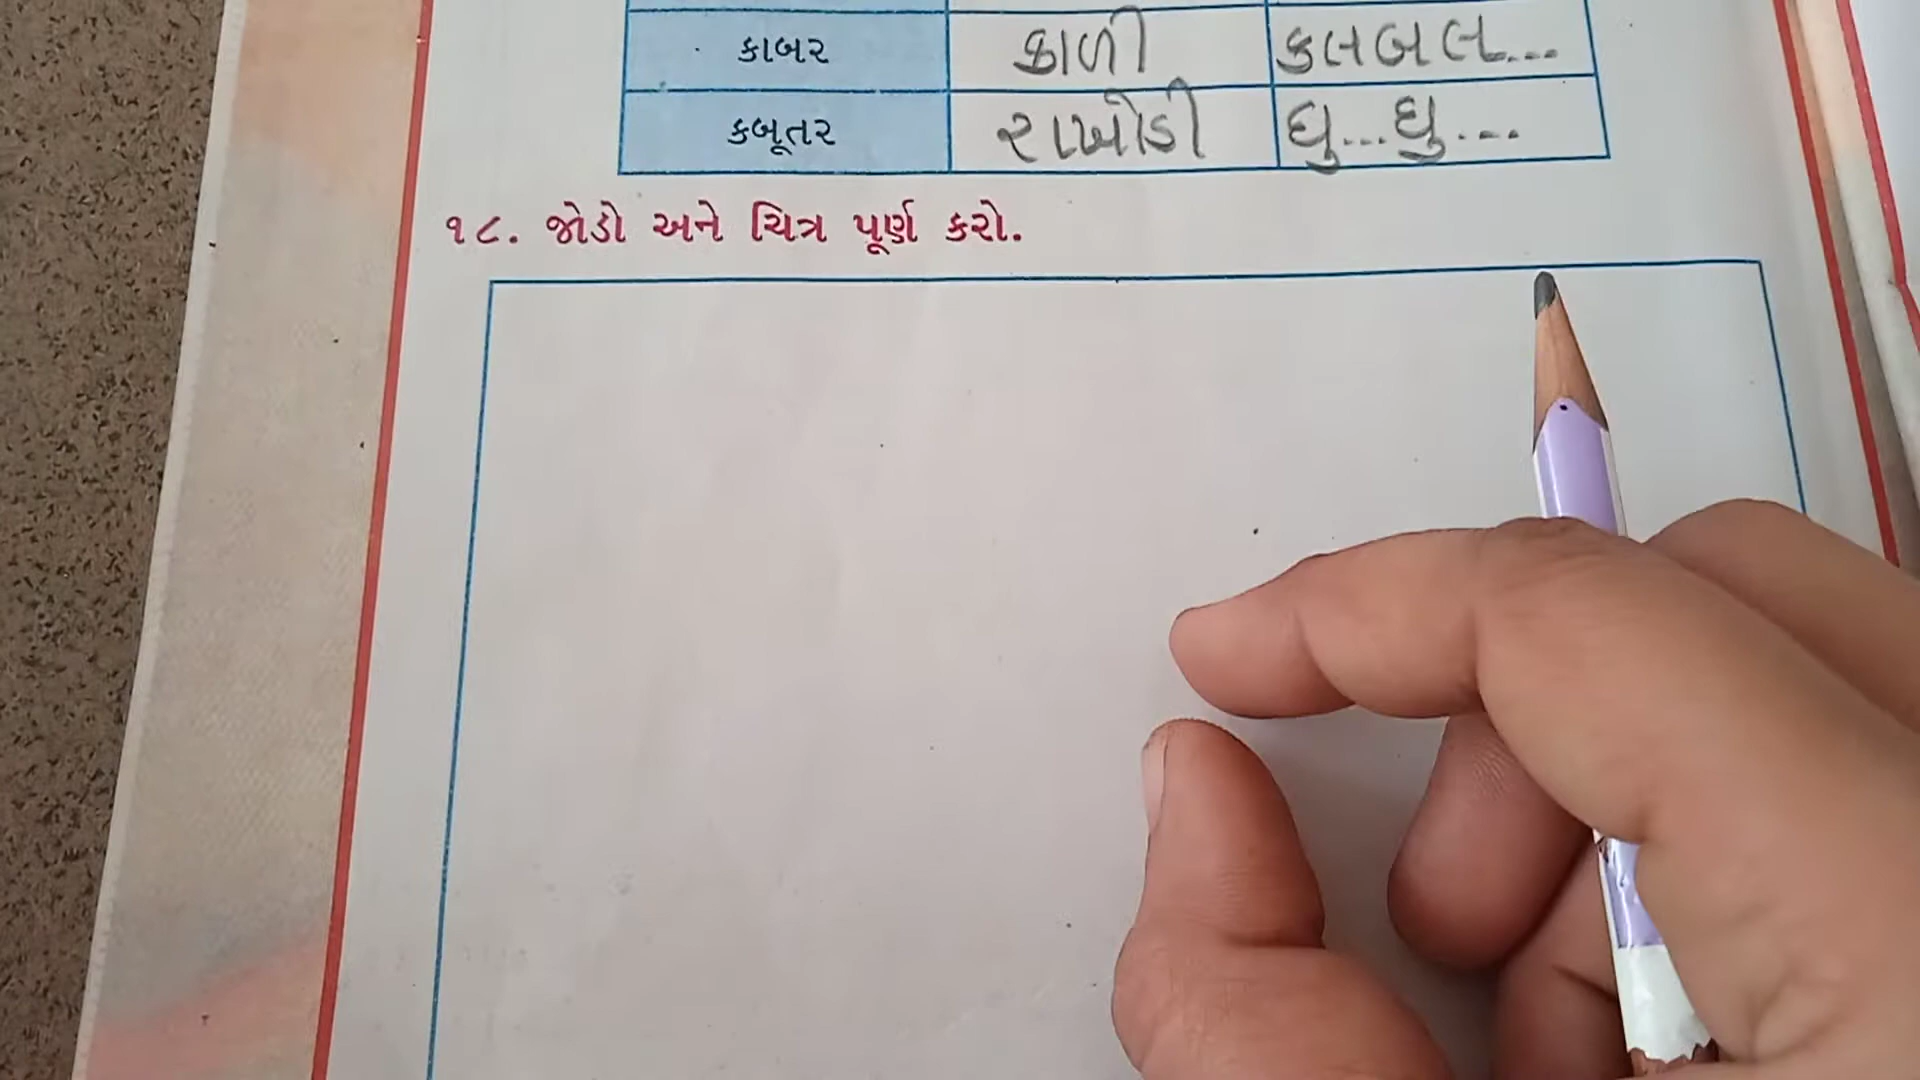 કાબર કાળી કલબલ...
કબૂતર રાખોડી ઘુ...ઘુ...
૧૮. જોડો અને ચિત્ર પૂર્ણ કરો.